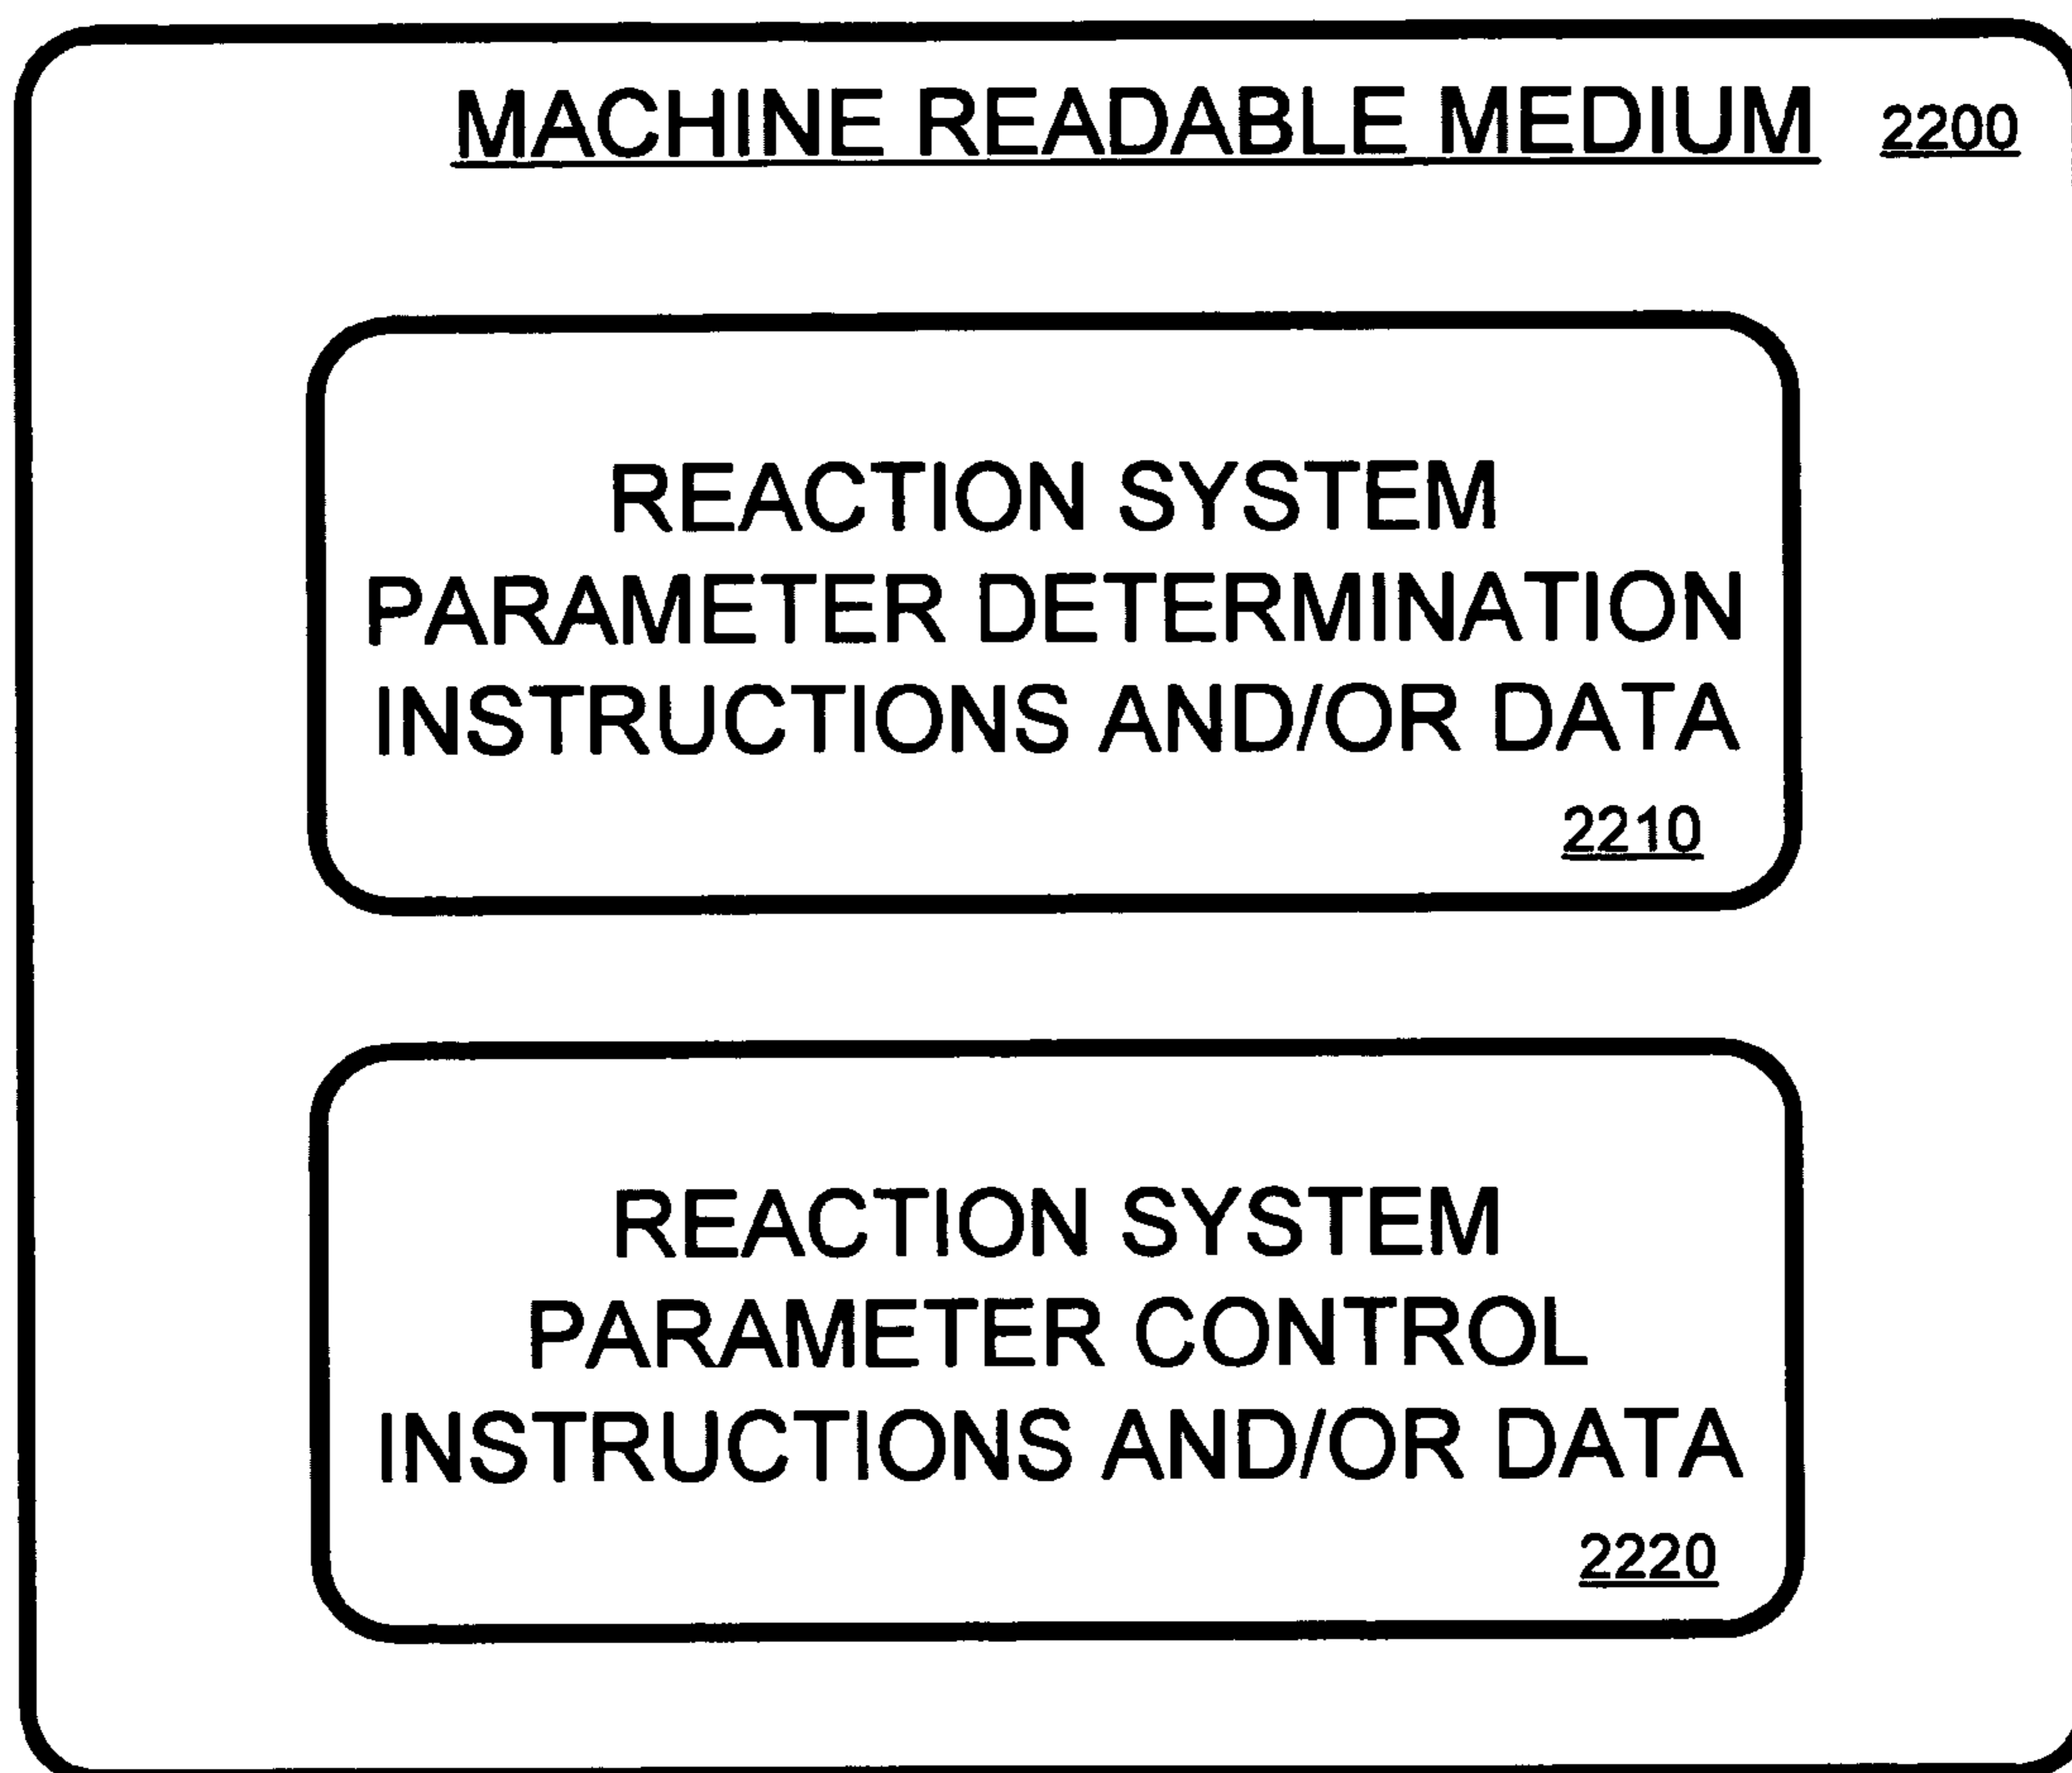 MACHINE READABLE MEDIUM 2200
REACTION SYSTEM
PARAMETER DETERMINATION
INSTRUCTIONS AND/OR DATA
2210
REACTION SYSTEM
PARAMETER CONTROL
INSTRUCTIONS AND/OR DATA
2220